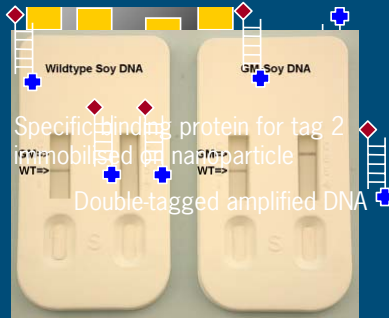 Wildtype Soy DNA
GM Soy DNA
Specific binding protein for tag 2
immobilised on nanoparticle
WT=>
WT=>
Double-tagged amplified DNA
S